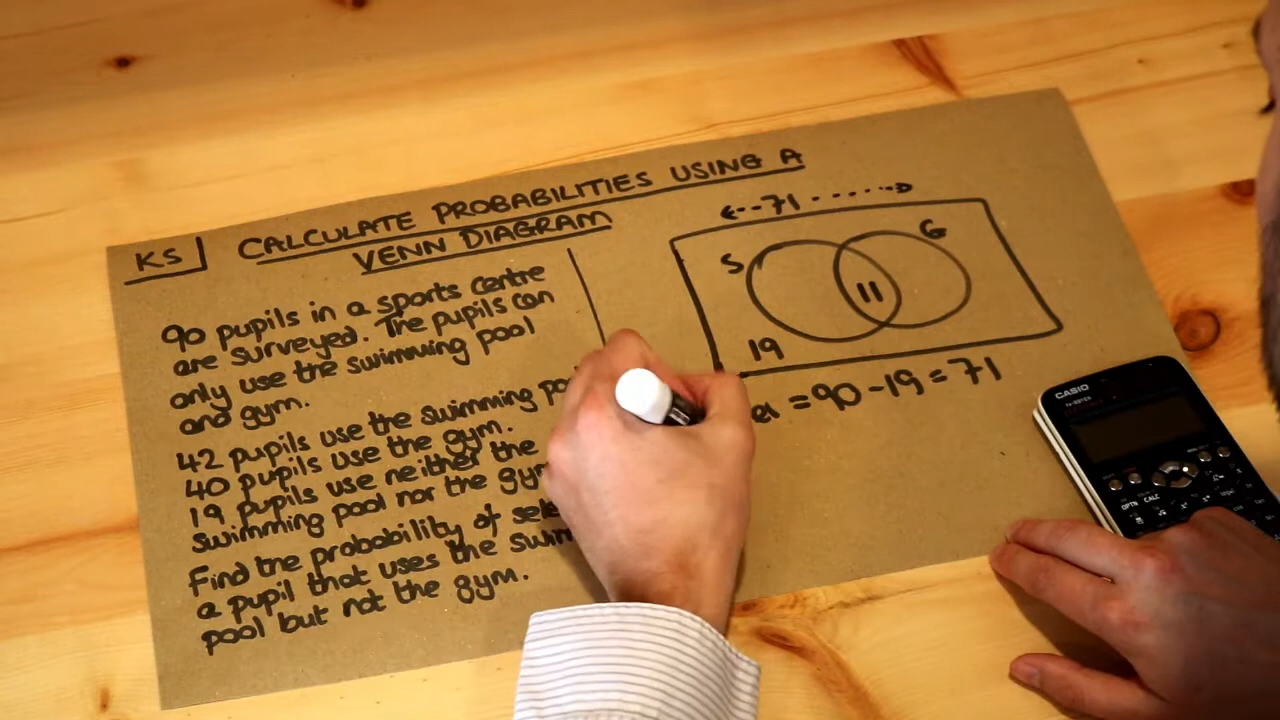 KS
CALCULATE PROBABILITIES USING A
VENN DIAGRAM
90 pupils in a sports centre
are surveyed. The pupils can
only use the swimming pool
and gym.
42 pupils use the swimming
40 pupils use the gym.
19 pupils use neither the
swimming pool nor the
Find the probability of
a pupil that uses the
pool but not the gym.
71
S
G
11
19
= 90 - 19 = 71
CASIO
OPTN CALC